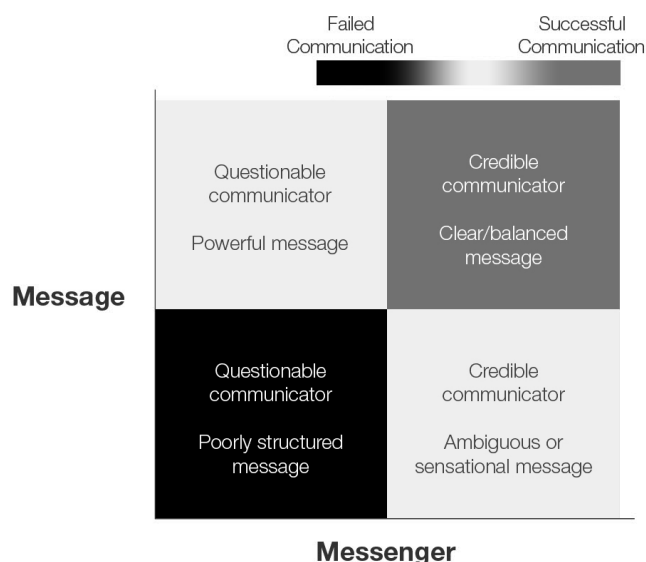 Failed
Communication
Successful
Communication
Questionable
communicator
Powerful message
Credible
communicator
Clear/balanced
message
Message
Questionable
communicator
Poorly structured
message
Credible
communicator
Ambiguous or
sensational message
Messenger